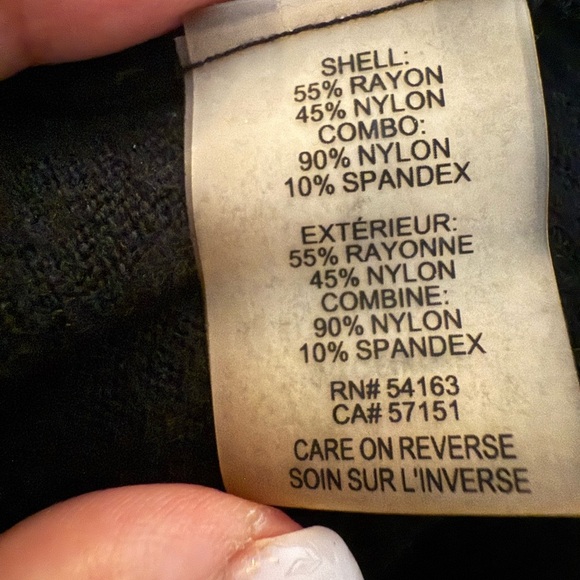 SHELL:
55% RAYON
45% NYLON
COMBO:
90% NYLON
10% SPANDEX
EXTÉRIEUR:
55% RAYONNE
45% NYLON
COMBINE:
90% NYLON
10% SPANDEX
RN# 54163
CA# 57151
CARE ON REVERSE
SOIN SUR L'INVERSE